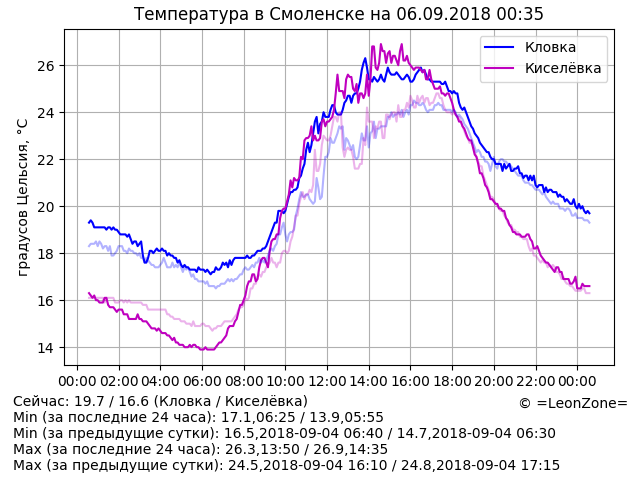 Температура в Смоленске на 06.09.2018 00:35
Кловка
Киселёвка
градусов Цельсия, °C
26
24
22
20
18
16
14
00:00 02:00 04:00 06:00 08:00 10:00 12:00 14:00 16:00 18:00 20:00 22:00 00:00
Сейчас: 19.7 / 16.6 (Кловка / Киселёвка)
© =LeonZone=
Min (за последние 24 часа): 17.1,06:25 / 13.9,05:55
Min (за предыдущие сутки): 16.5,2018-09-04 06:40 / 14.7,2018-09-04 06:30
Max (за последние 24 часа): 26.3,13:50 / 26.9,14:35
Max (за предыдущие сутки): 24.5,2018-09-04 16:10 / 24.8,2018-09-04 17:15